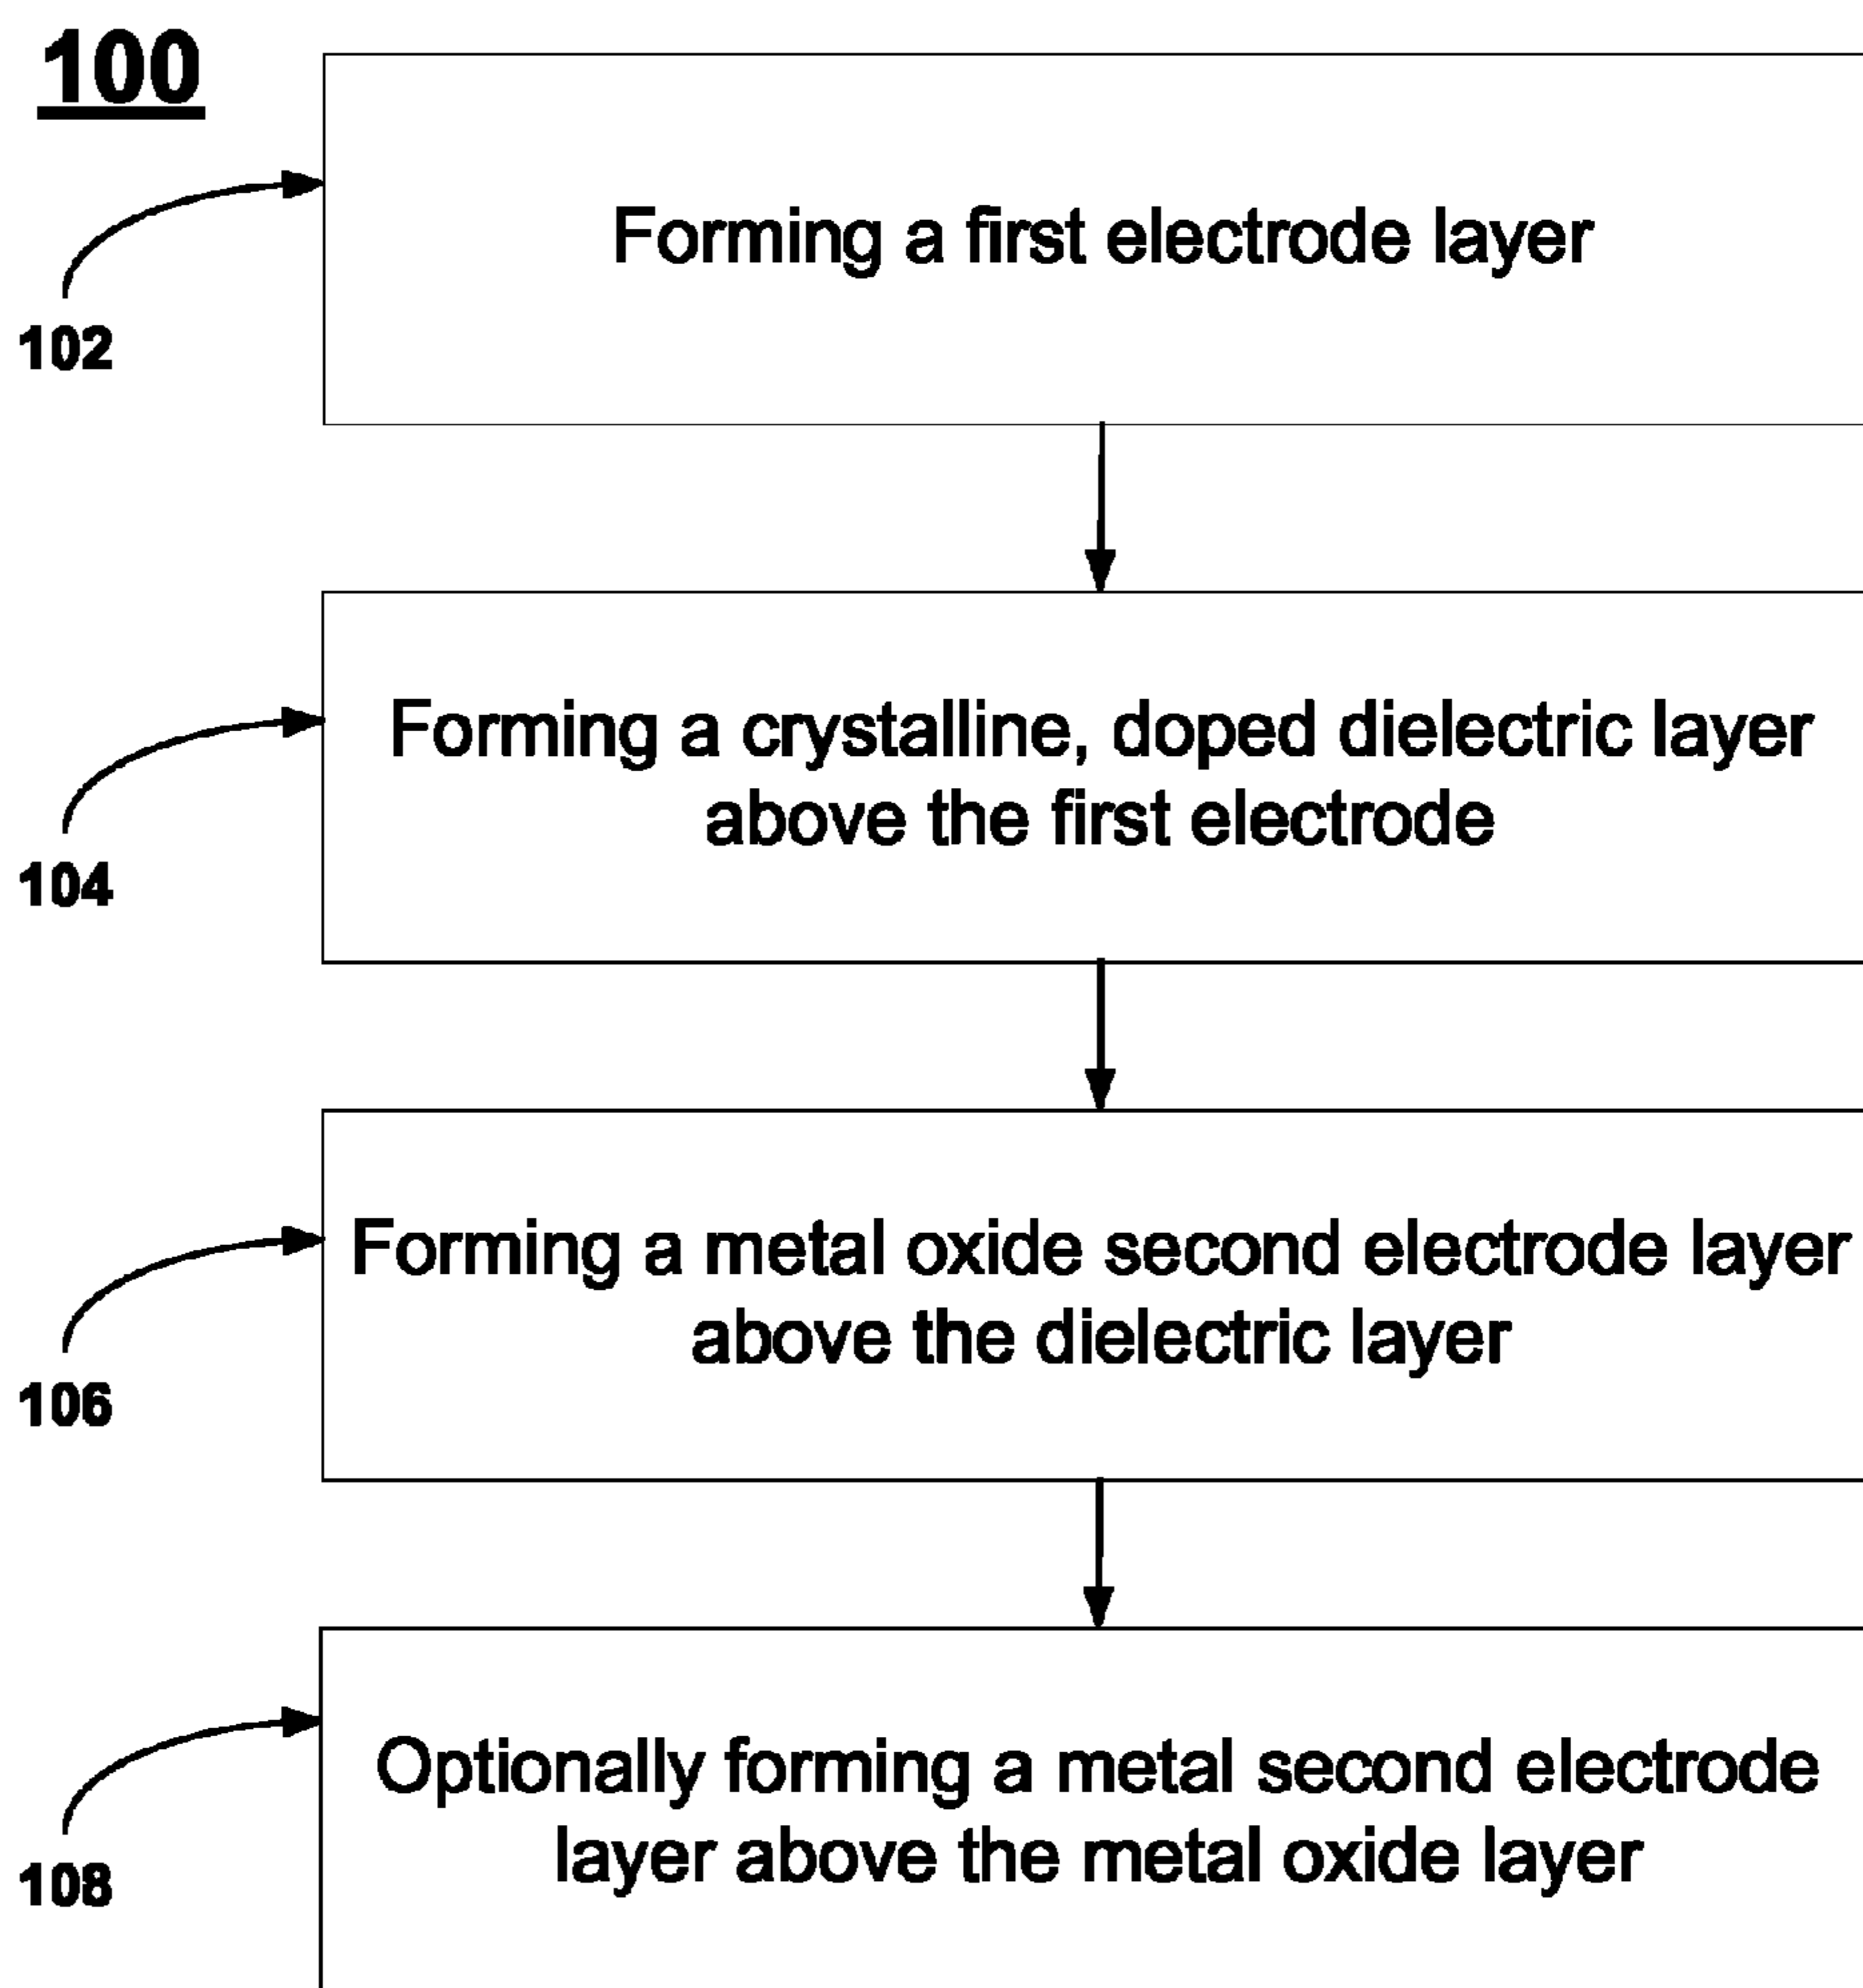 100
Forming a first electrode layer
102
Forming a crystalline, doped dielectric layer
above the first electrode
104
Forming a metal oxide second electrode layer
above the dielectric layer
106
Optionally forming a metal second electrode
layer above the metal oxide layer
108